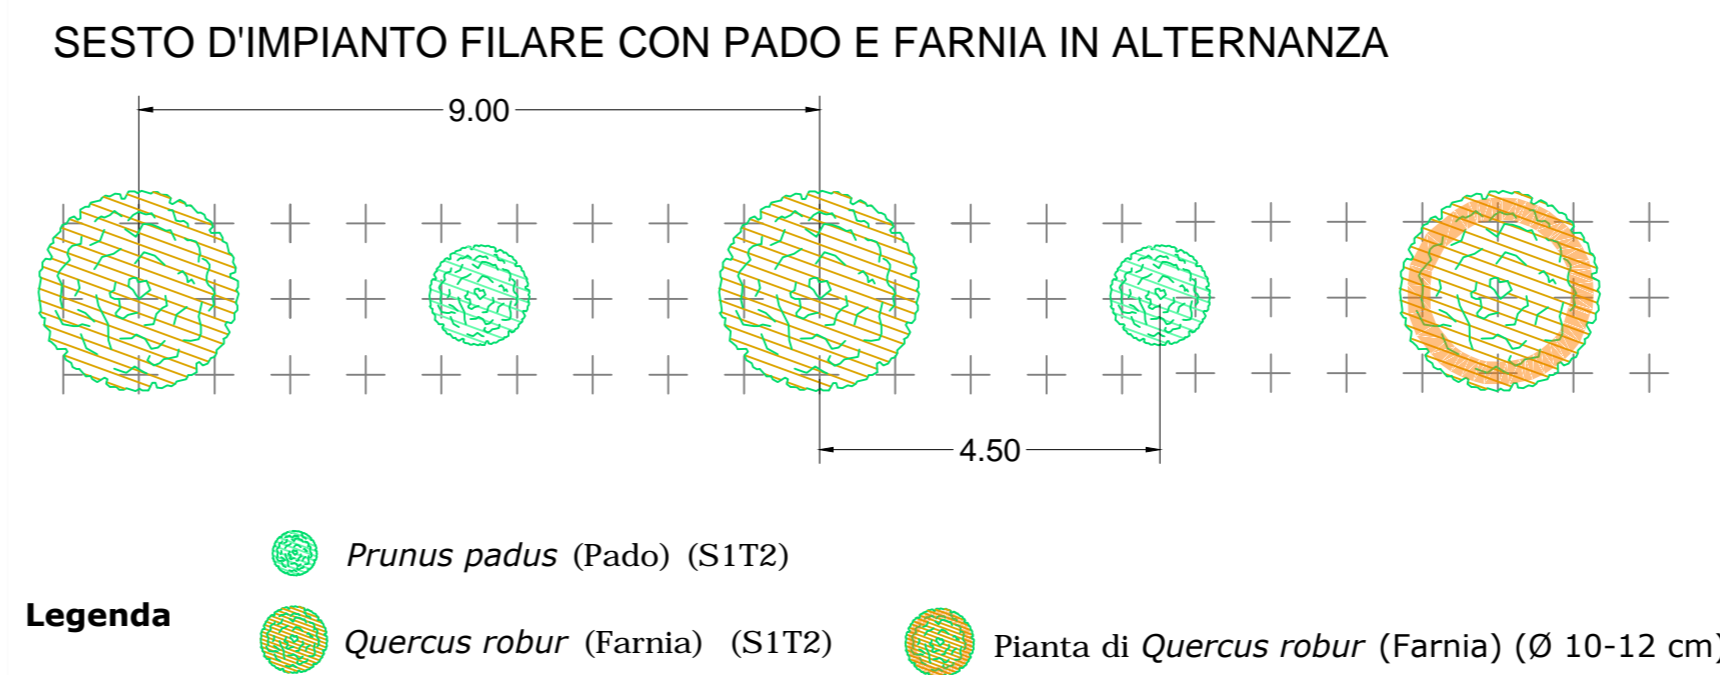 SESTO D'IMPIANTO FILARE CON PADO E FARNIA IN ALTERNANZA
9.00
4.50
Prunus padus (Pado) (S1T2)
Legenda
Quercus robur (Farnia) (S1T2)
Pianta di Quercus robur (Farnia) (Ø 10-12 cm)